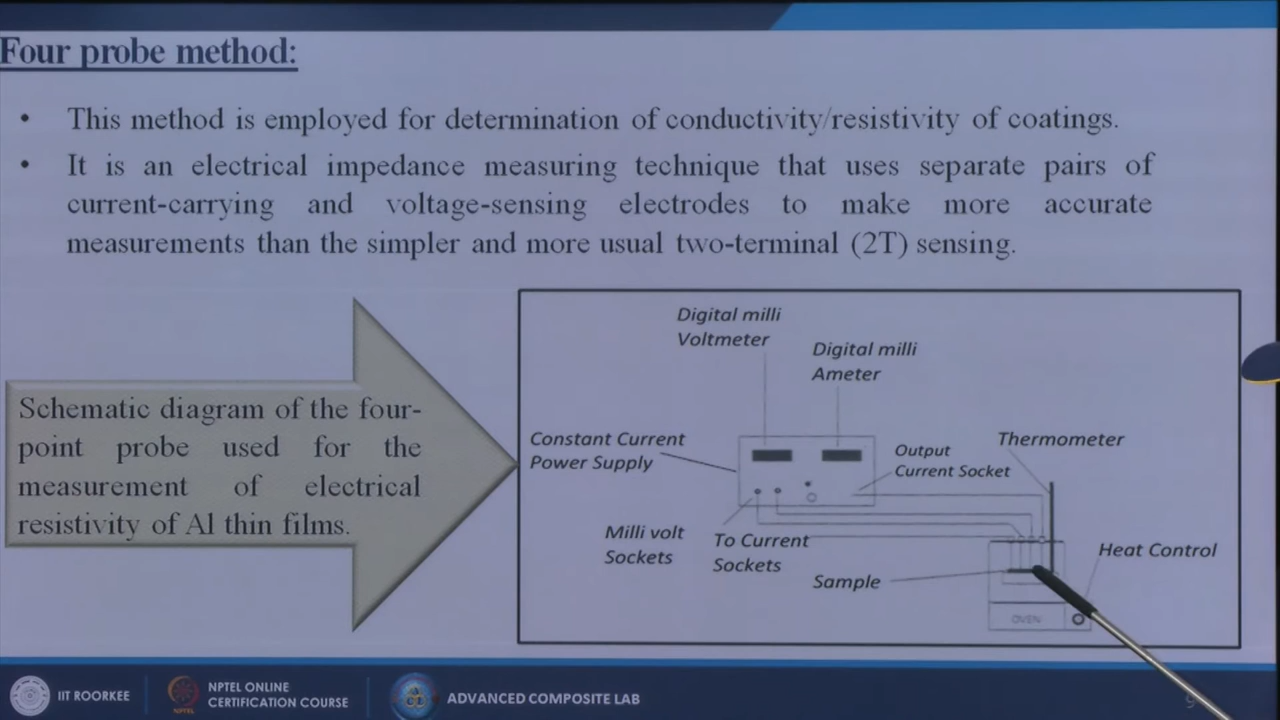 Four probe method:
• This method is employed for determination of conductivity/resistivity of coatings.
• It is an electrical impedance measuring technique that uses separate pairs of
current-carrying and voltage-sensing electrodes to make more accurate
measurements than the simpler and more usual two-terminal (2T) sensing.
Schematic diagram of the four-
point probe used for the
measurement of electrical
resistivity of Al thin films.
Digital milli
Voltmeter
Digital milli
Ameter
Constant Current
Power Supply
Output
Current Socket
Thermometer
Milli volt
Sockets
To Current
Sockets
Sample
Heat Control
OVEN
IIT ROORKEE
NPTEL
NPTEL ONLINE
CERTIFICATION COURSE
ADVANCED COMPOSITE LAB
9